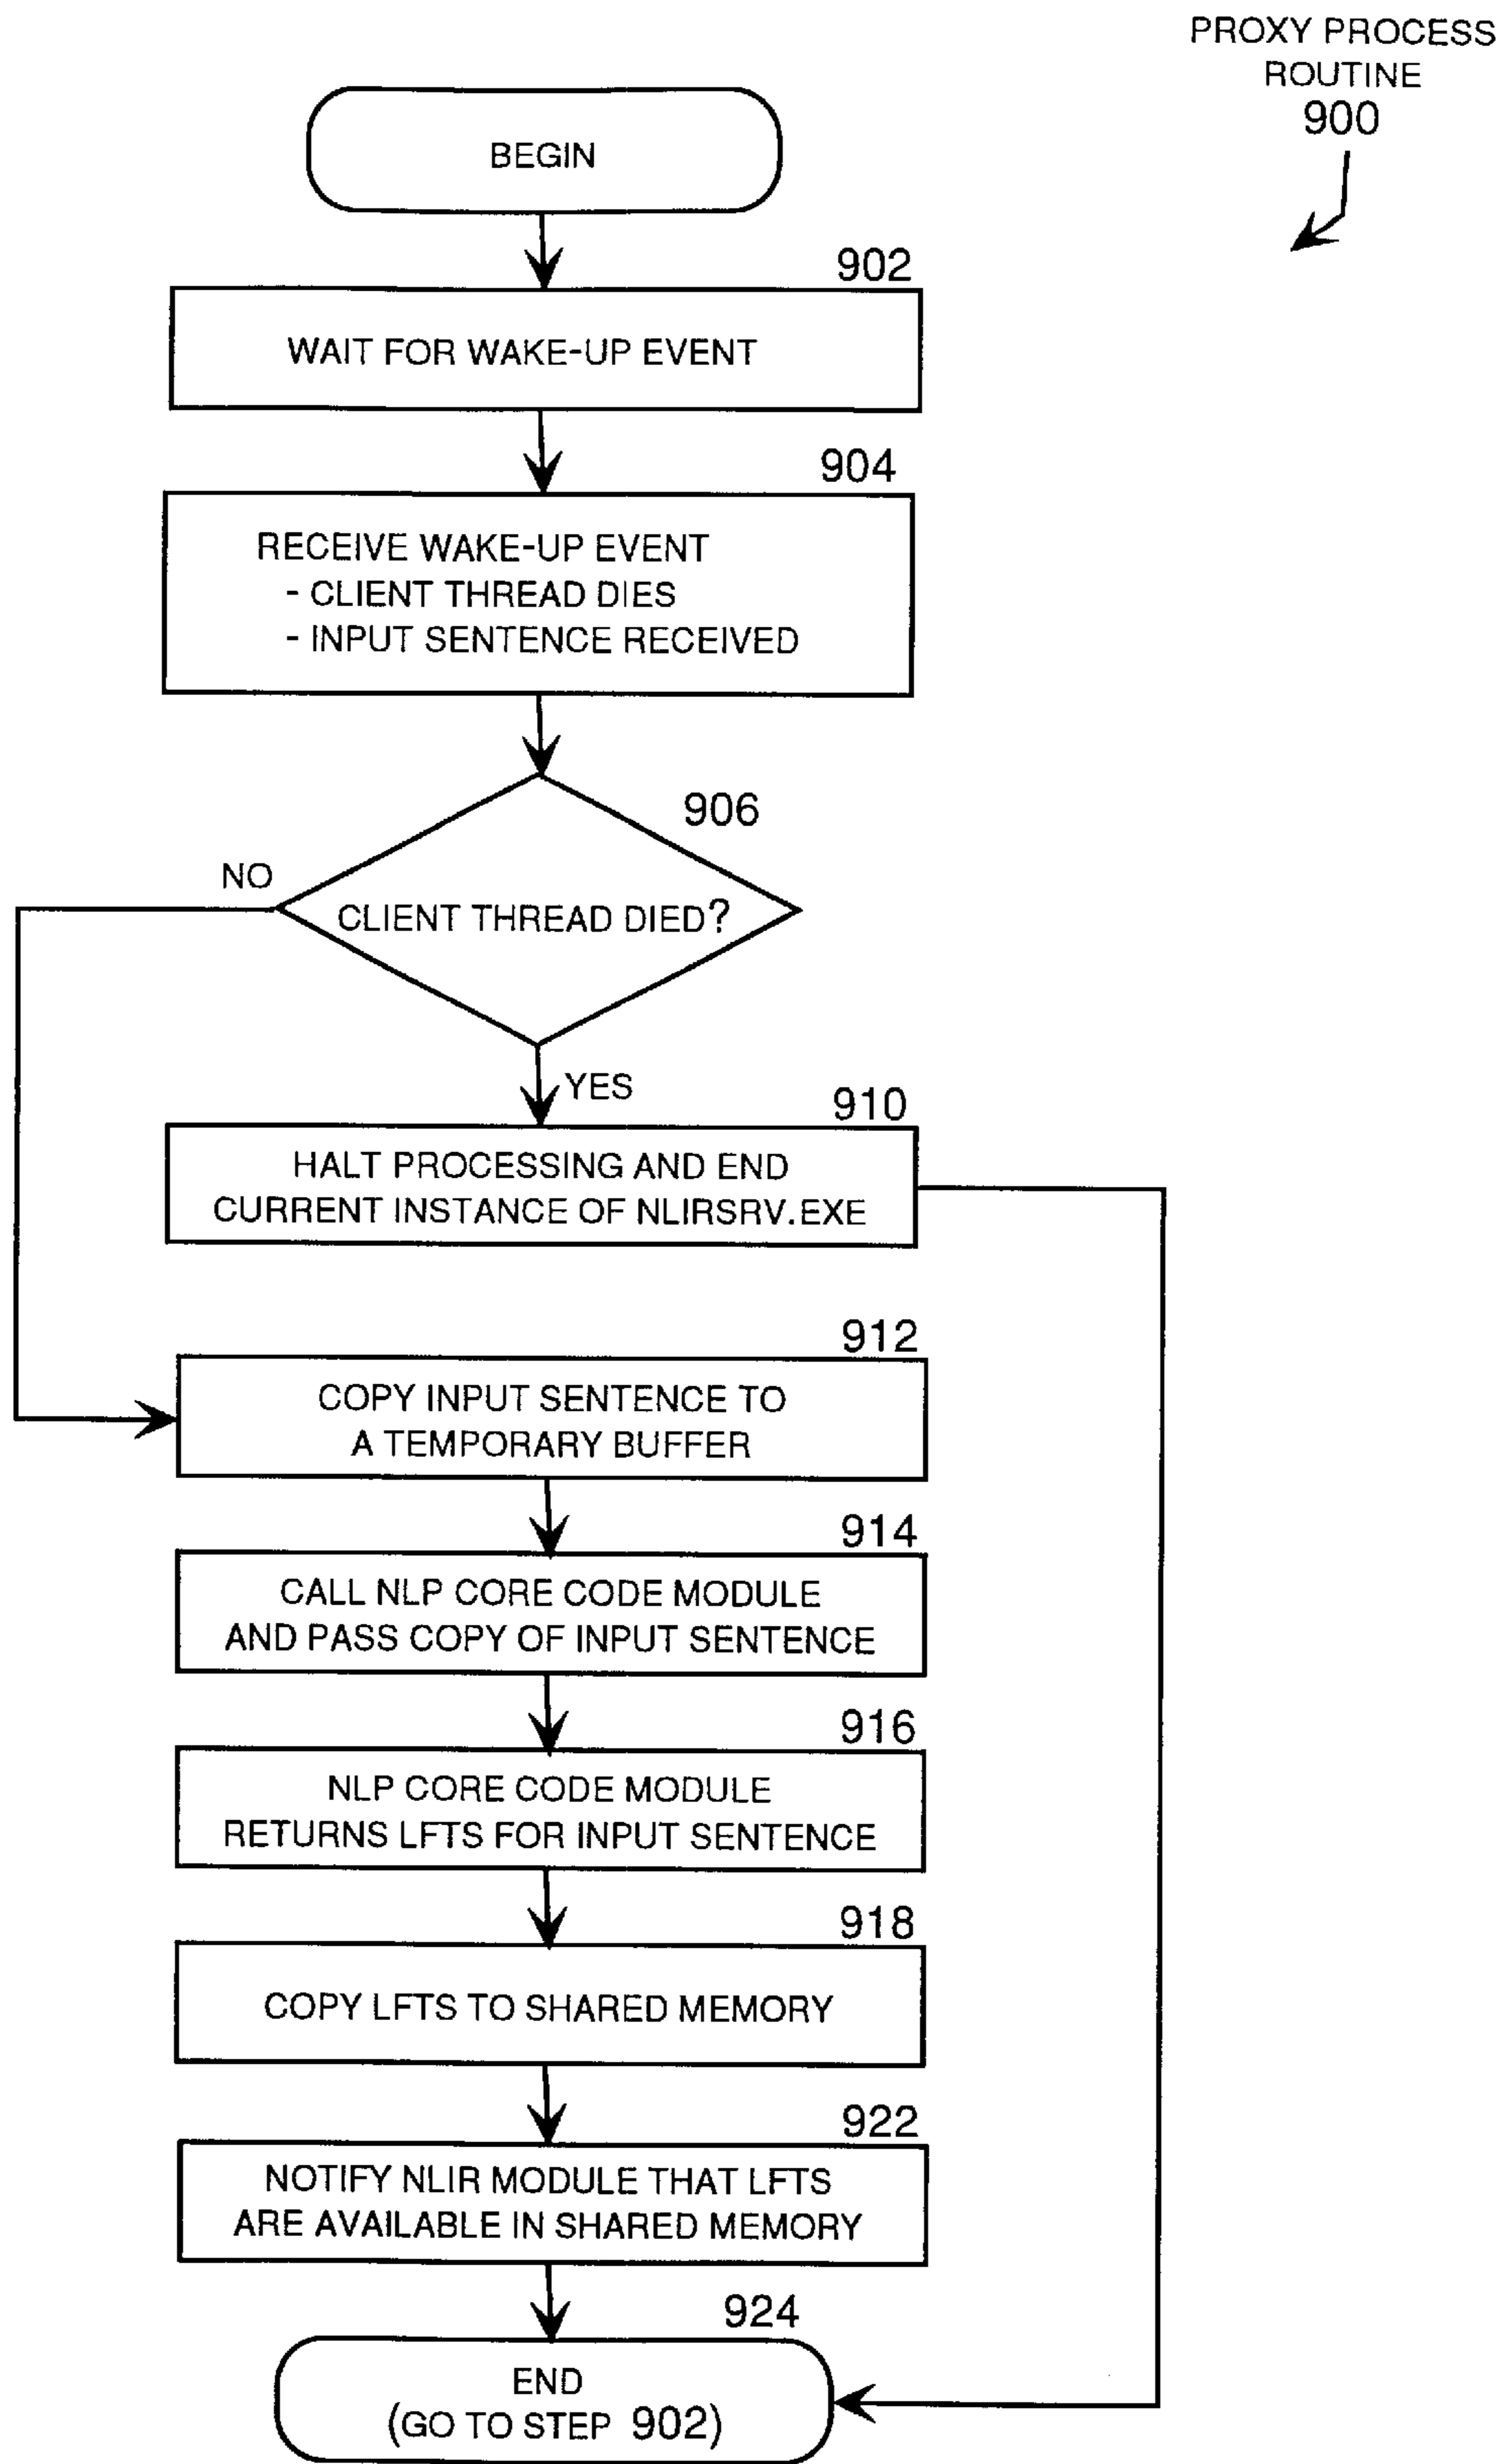 PROXY PROCESS
ROUTINE
900
BEGIN
902
WAIT FOR WAKE-UP EVENT
904
RECEIVE WAKE-UP EVENT
- CLIENT THREAD DIES
- INPUT SENTENCE RECEIVED
906
NO
CLIENT THREAD DIED?
YES
910
HALT PROCESSING AND END
CURRENT INSTANCE OF NLIRSRV.EXE
912
COPY INPUT SENTENCE TO
A TEMPORARY BUFFER
914
CALL NLP CORE CODE MODULE
AND PASS COPY OF INPUT SENTENCE
916
NLP CORE CODE MODULE
RETURNS LFTS FOR INPUT SENTENCE
918
COPY LFTS TO SHARED MEMORY
922
NOTIFY NLIR MODULE THAT LFTS
ARE AVAILABLE IN SHARED MEMORY
924
END
(GO TO STEP 902)